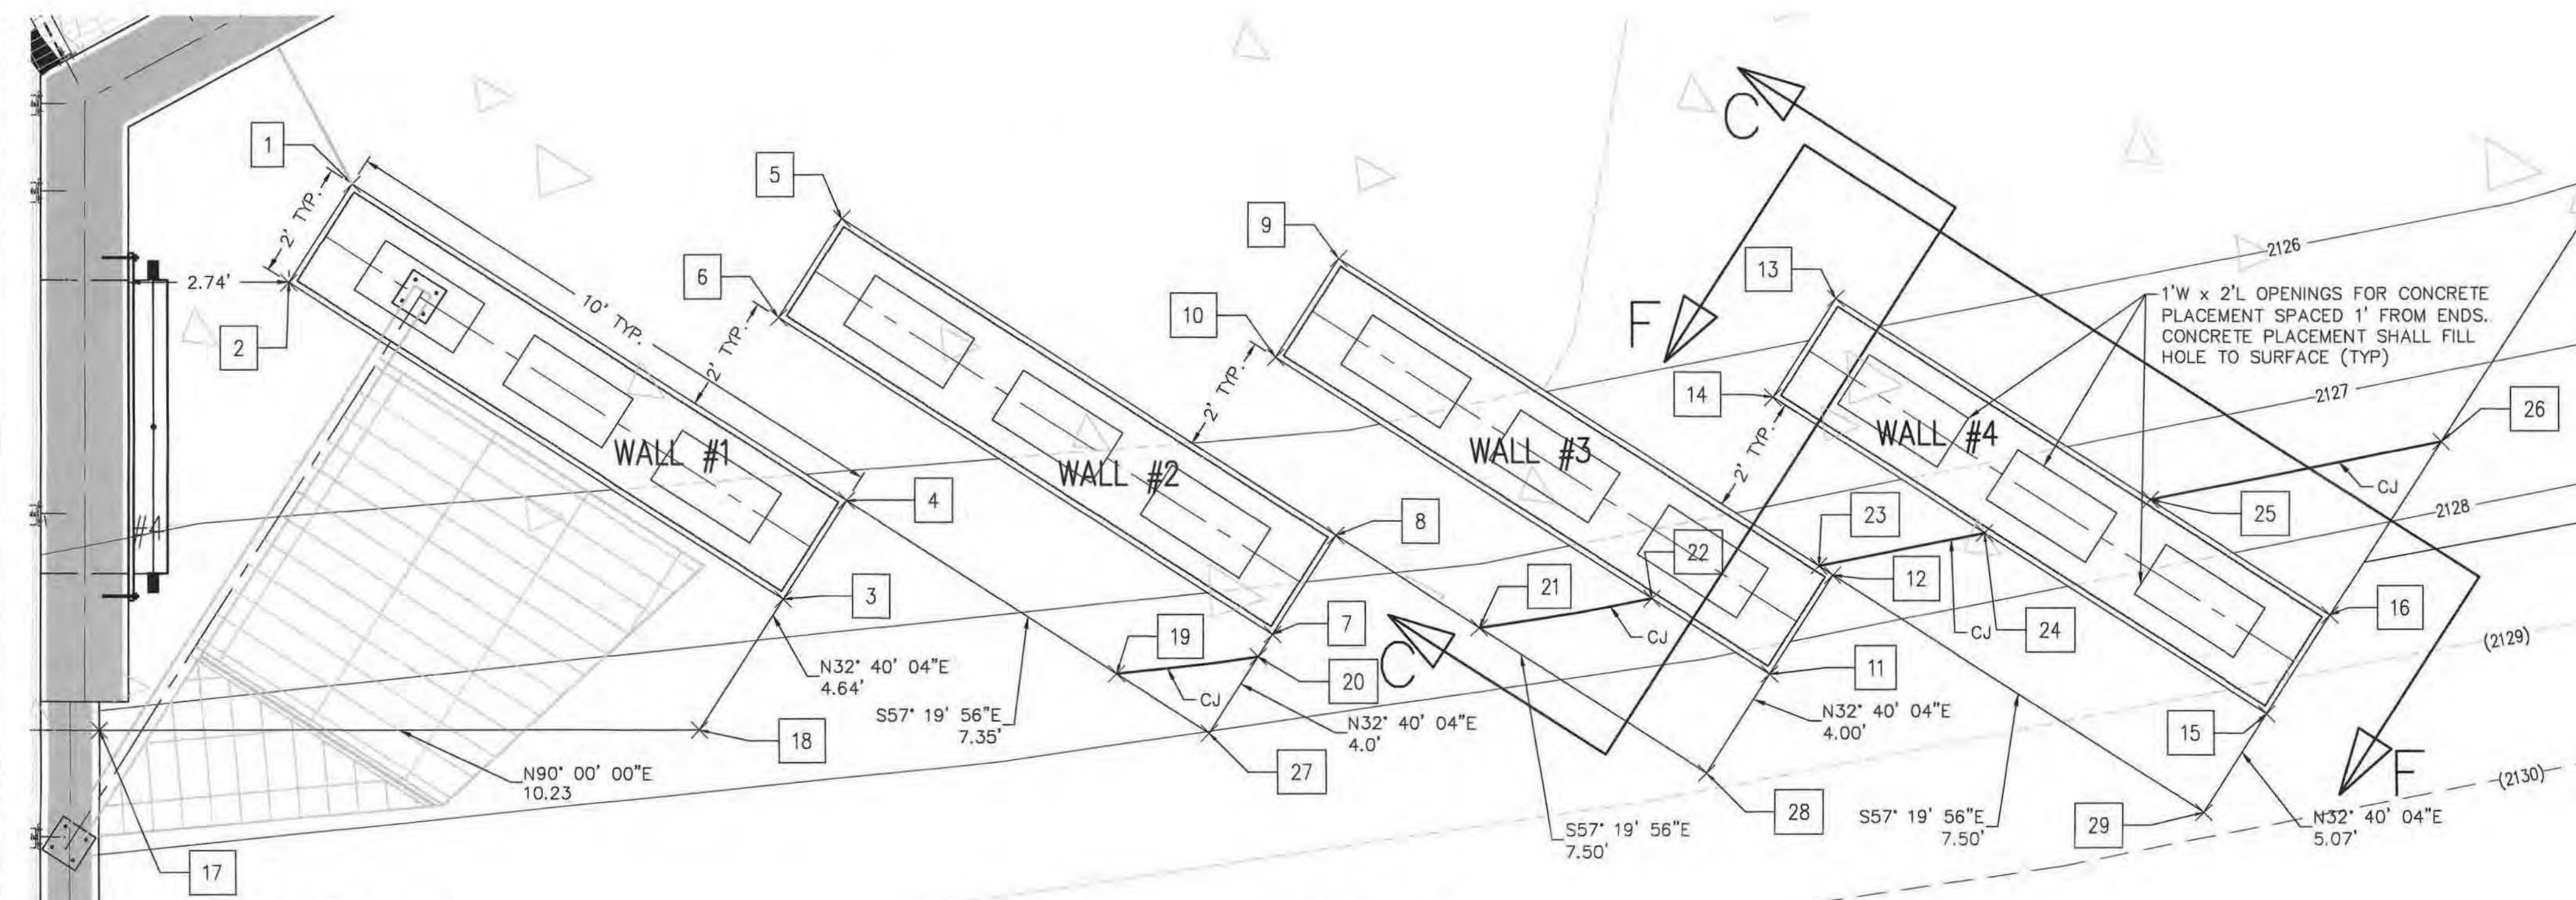 C
1
5
9
2' TYP.
13
2126
F
2.74'
6
10
10' TYP.
1'W x 2'L OPENINGS FOR CONCRETE
PLACEMENT SPACED 1' FROM ENDS.
CONCRETE PLACEMENT SHALL FILL
HOLE TO SURFACE (TYP)
2
2' TYP.
2' TYP.
14
2127
26
WALL #1
WALL #2
WALL #3
WALL #4
2' TYP.
CJ
4
8
23
25
2128
#4
22
12
3
21
7
CJ
CJ
24
16
19
(2129)
N32° 40' 04"E
4.64'
20
C
11
CJ
S57° 19' 56"E
7.35'
N32° 40' 04"E
4.0'
N32° 40' 04"E
4.00'
18
15
27
F
(2130)
N90° 00' 00"E
10.23
28
S57° 19' 56"E
7.50'
S57° 19' 56"E
7.50'
29
N32° 40' 04"E
5.07'
17